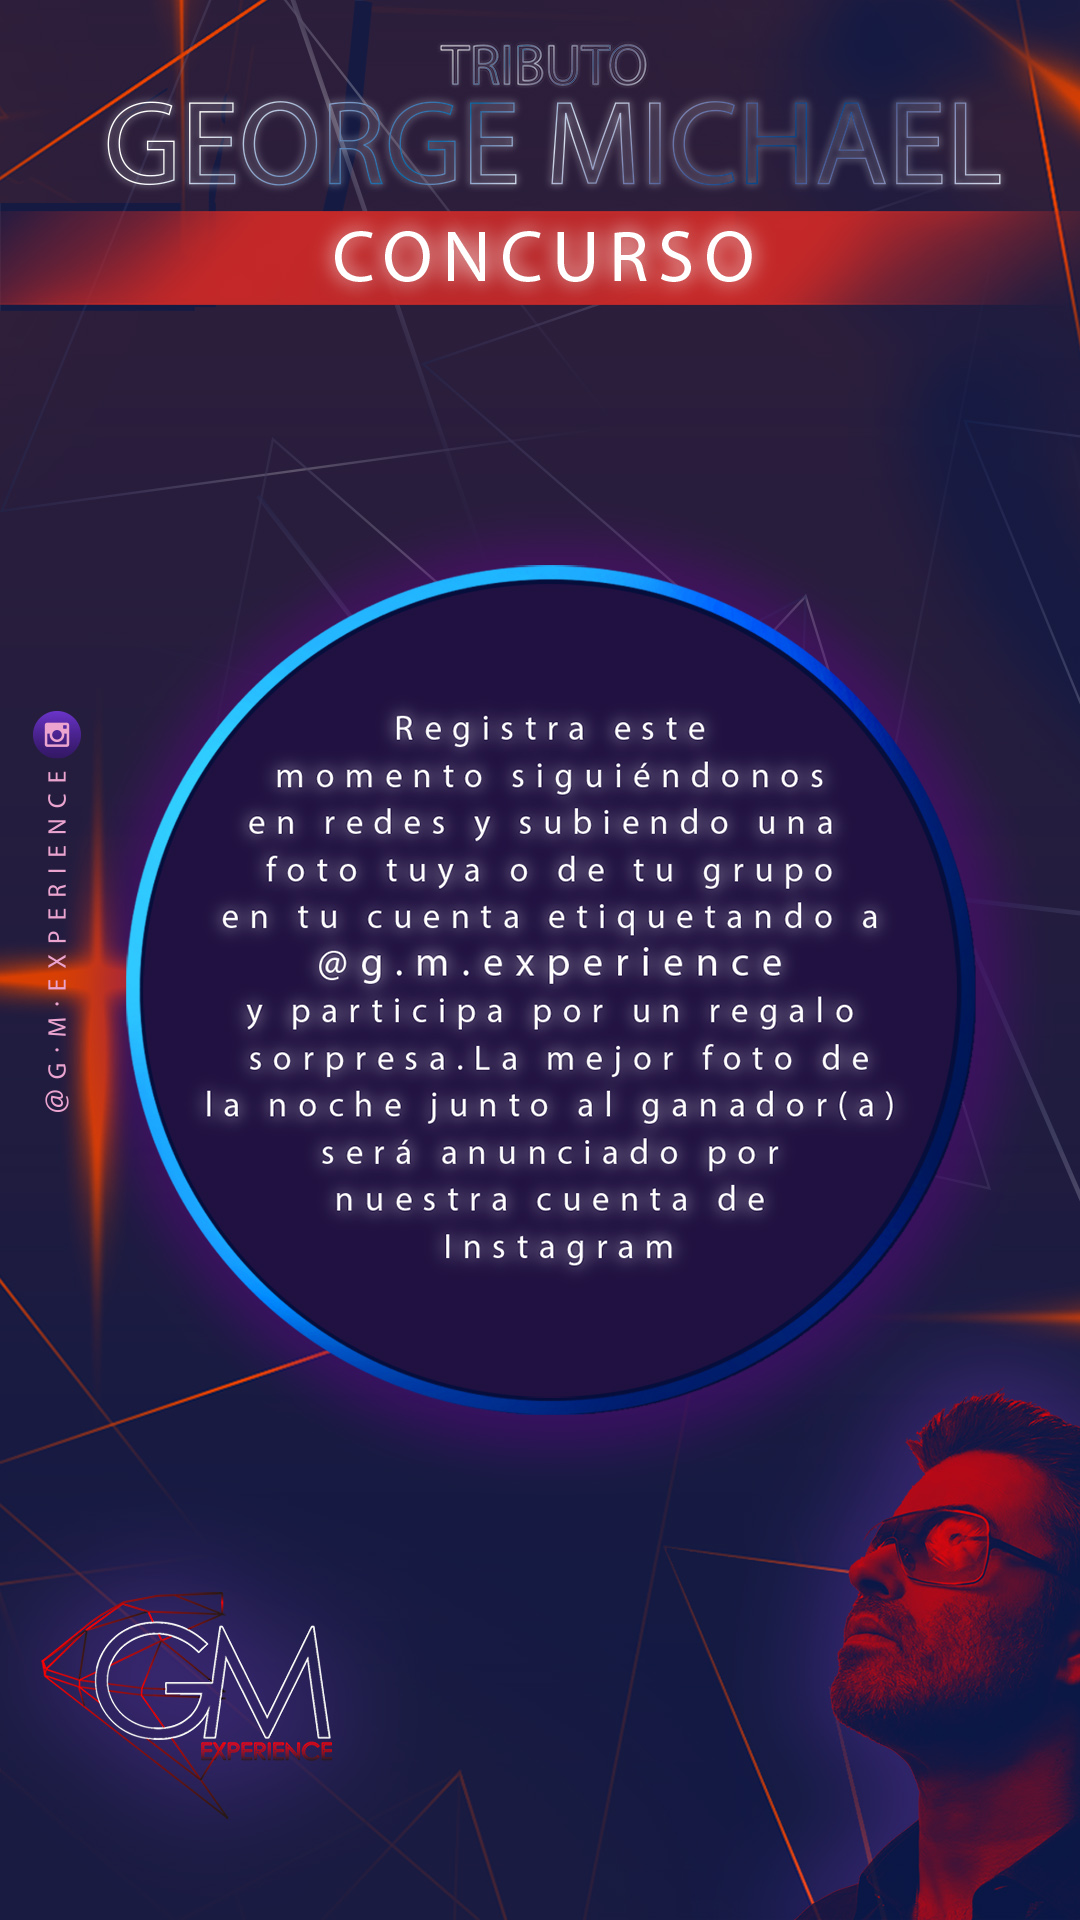 TRIBUTO
GEORGE MICHAEL
CONCURSO
Registra este
momento siguiéndonos
en redes y subiendo una
foto tuya o de tu grupo
en tu cuenta etiquetando a
@g.m.experience
y participa por un regalo
sorpresa.La mejor foto de
la noche junto al ganador(a)
será anunciado por
nuestra cuenta de
Instagram
@G·M·EXPERIENCE
GM
EXPERIENCE